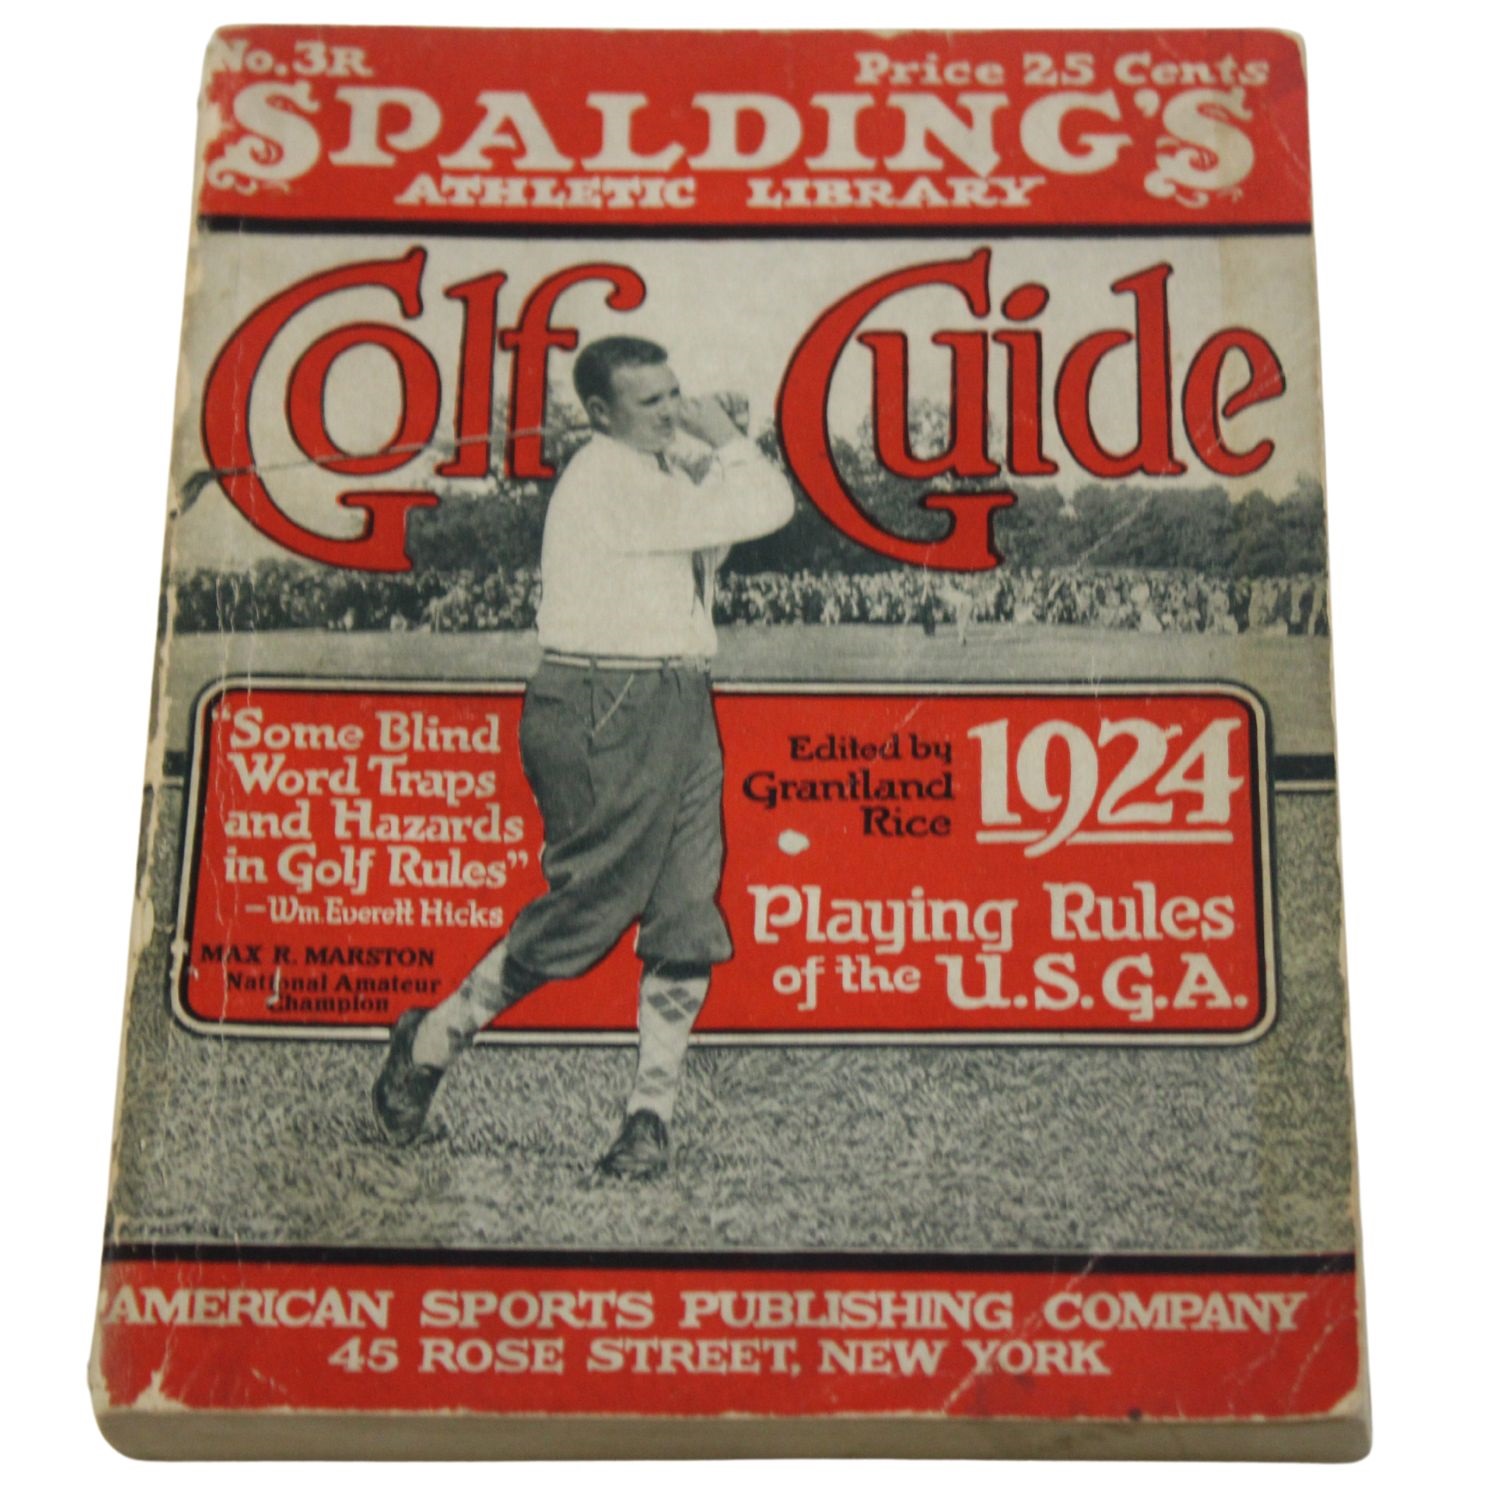 No. 3R
Price 25 Cents
SPALDING'S
ATHLETIC LIBRARY
Golf Guide
"Some Blind
Word Traps
and Hazards
in Golf Rules"
—Wm. Everett Hicks
MAX R. MARSTON
National Amateur
Champion
Edited by
Grantland
Rice
1924
Playing Rules
of the U.S.G.A.
AMERICAN SPORTS PUBLISHING COMPANY
45 ROSE STREET, NEW YORK